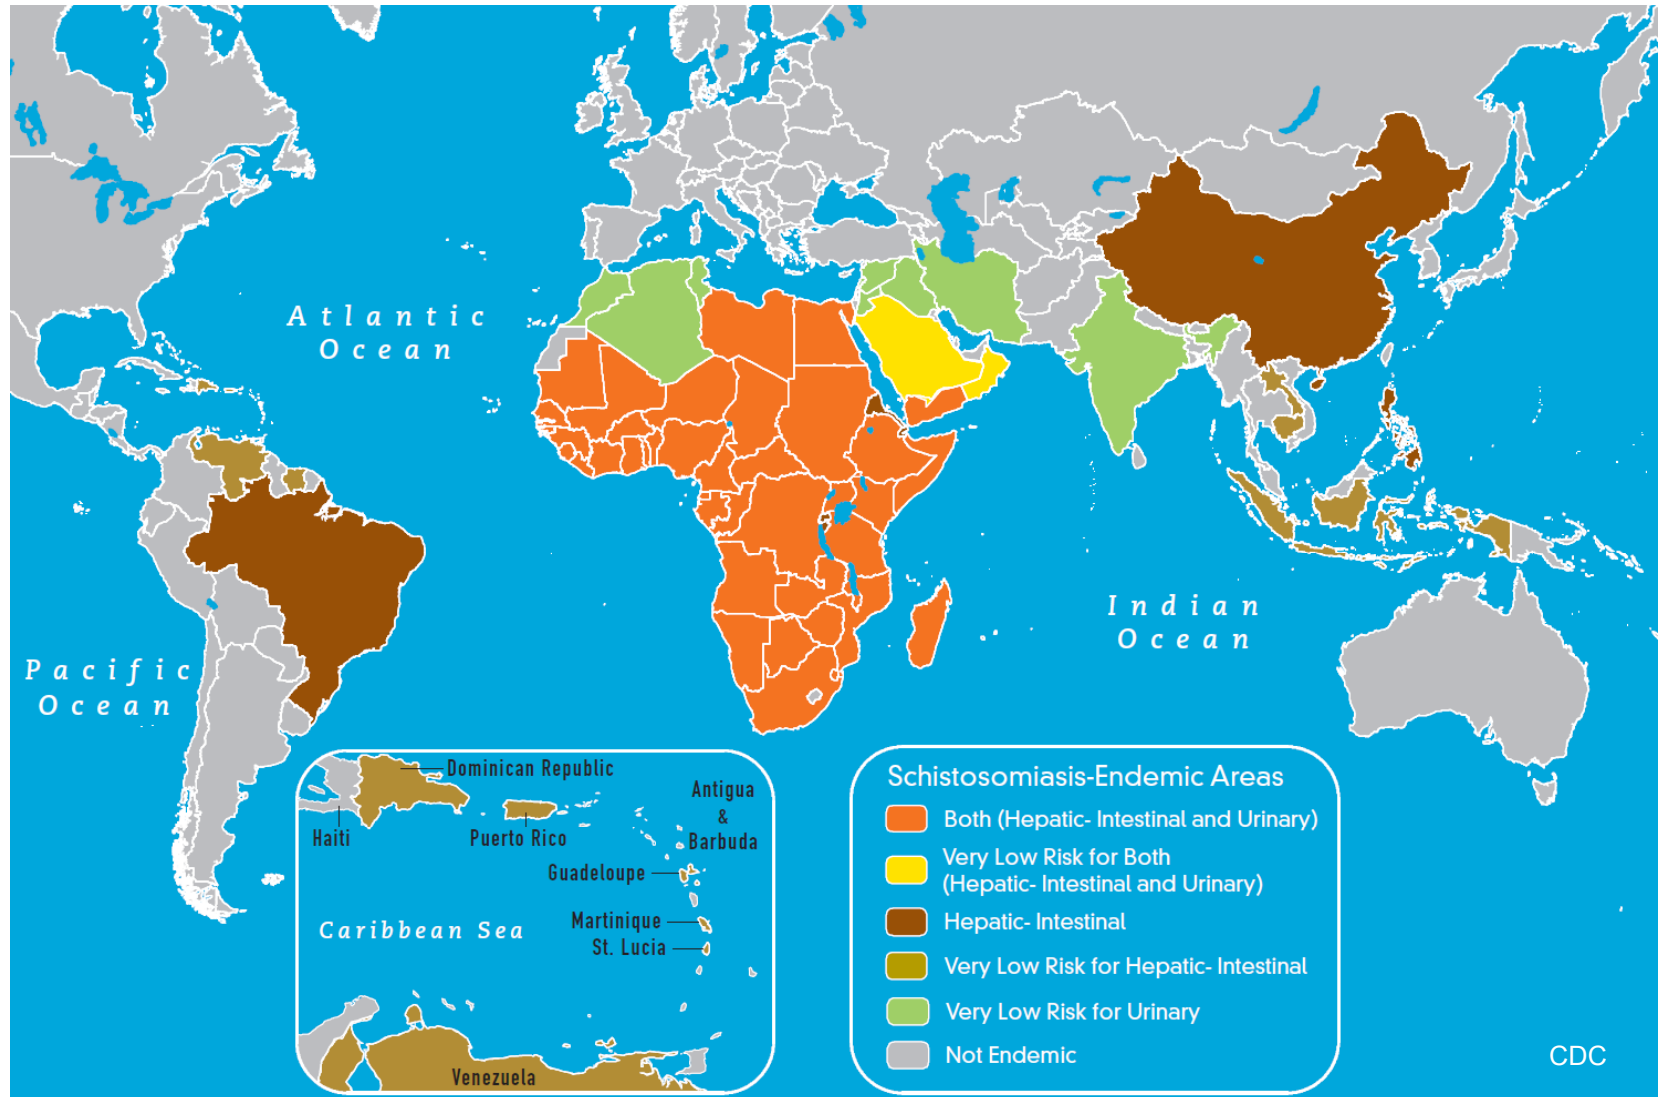 Atlantic
Ocean
Indian
Ocean
Pacific
Ocean
Dominican Republic
Haiti
Puerto Rico
Antigua
&
Barbuda
Guadeloupe
Martinique
St. Lucia
Caribbean Sea
Venezuela
Schistosomiasis-Endemic Areas
Both (Hepatic- Intestinal and Urinary)
Very Low Risk for Both
(Hepatic- Intestinal and Urinary)
Hepatic- Intestinal
Very Low Risk for Hepatic- Intestinal
Very Low Risk for Urinary
Not Endemic
CDC